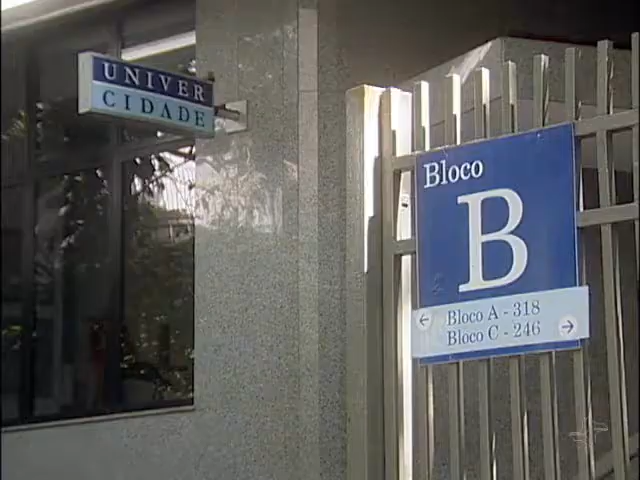 UNIVER
CIDADE
Bloco
B
← Bloco A - 318
Bloco C - 246 →